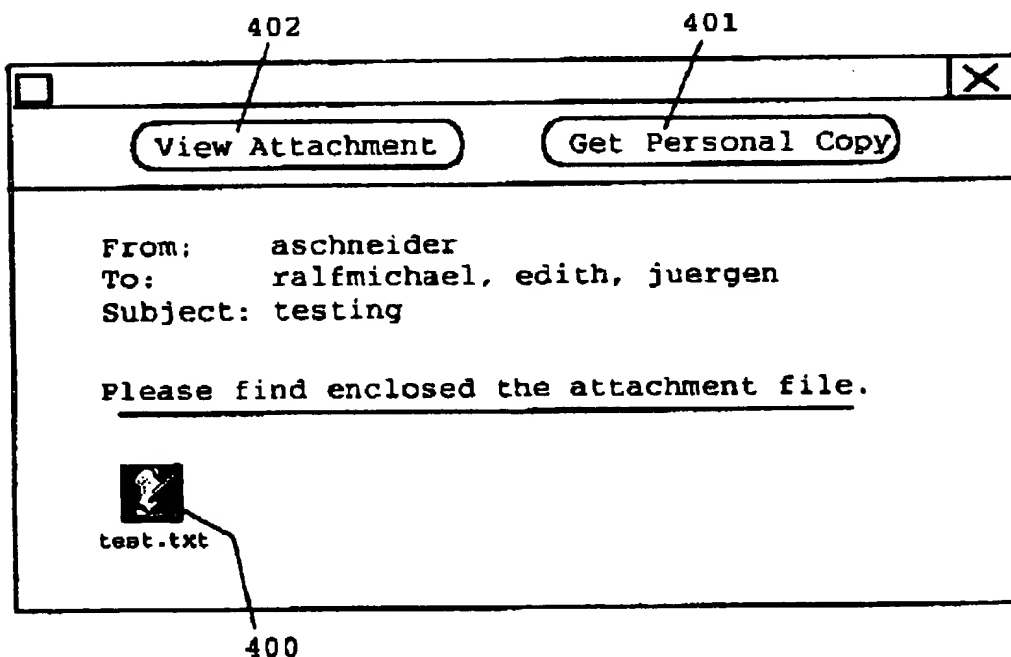 402 401
View Attachment Get Personal Copy
From: aschneider
To: ralfmichael, edith, juergen
Subject: testing
Please find enclosed the attachment file.
test.txt
400